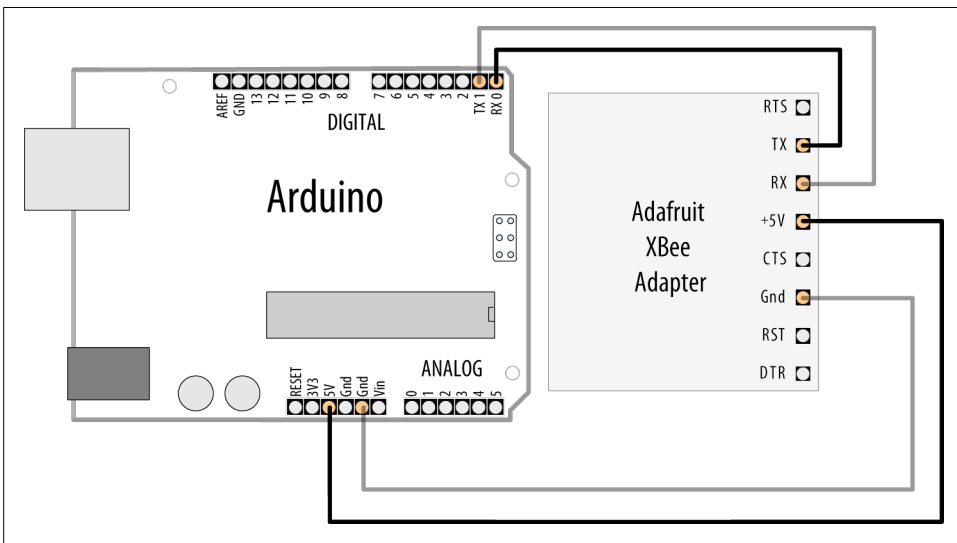 AREF
GND
13
12
11
10
9
8
7
6
5
4
3
2
TX 1
RX 0
DIGITAL
Arduino
RESET
3V3
5V
Gnd
Gnd
Vin
ANALOG
0
1
2
3
4
5
Adafruit
XBee
Adapter
RTS
TX
RX
+5V
CTS
Gnd
RST
DTR